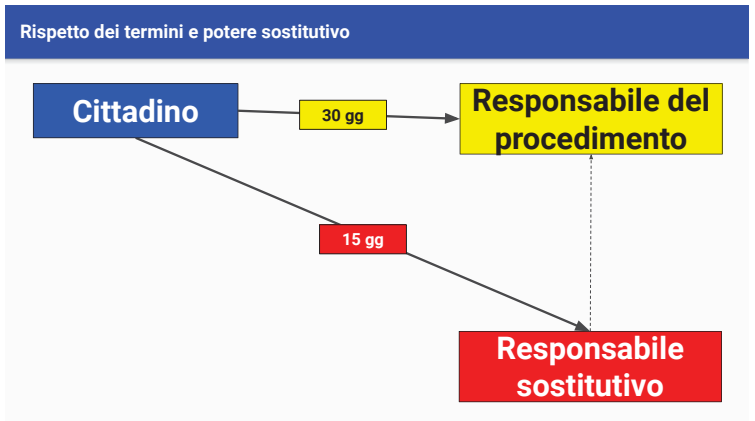 Rispetto dei termini e potere sostitutivo
Cittadino
30 gg
Responsabile del
procedimento
15 gg
Responsabile
sostitutivo